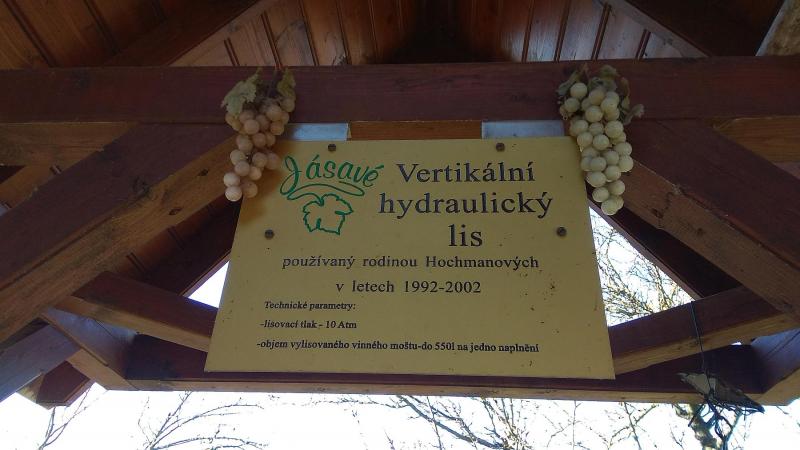 Jásavé
Vertikální
hydraulický
lis
používaný rodinou Hochmanových
v letech 1992-2002
Technické parametry:
-lisovací tlak - 10 Atm
-objem vylisovaného vinného moštu-do 550l na jedno naplnění